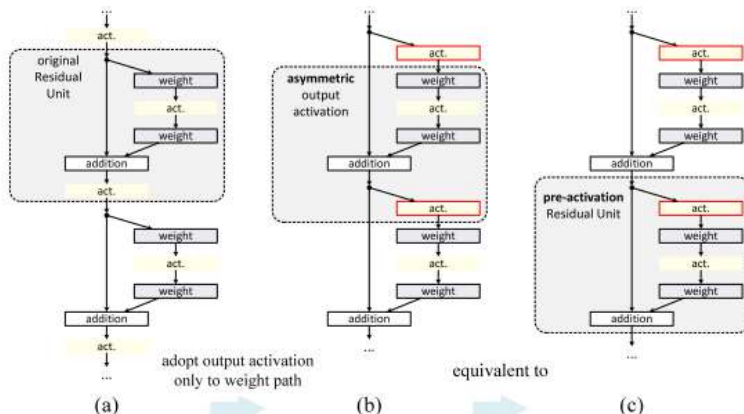 ...
act.
original
Residual
Unit
weight
act.
weight
addition
act.
weight
act.
weight
addition
act.
...
(a)
adopt output activation
only to weight path
...
act.
asymmetric
output
activation
weight
act.
weight
addition
act.
weight
act.
weight
addition
...
(b)
equivalent to
...
act.
weight
act.
weight
addition
pre-activation
Residual Unit
act.
weight
act.
weight
addition
...
(c)